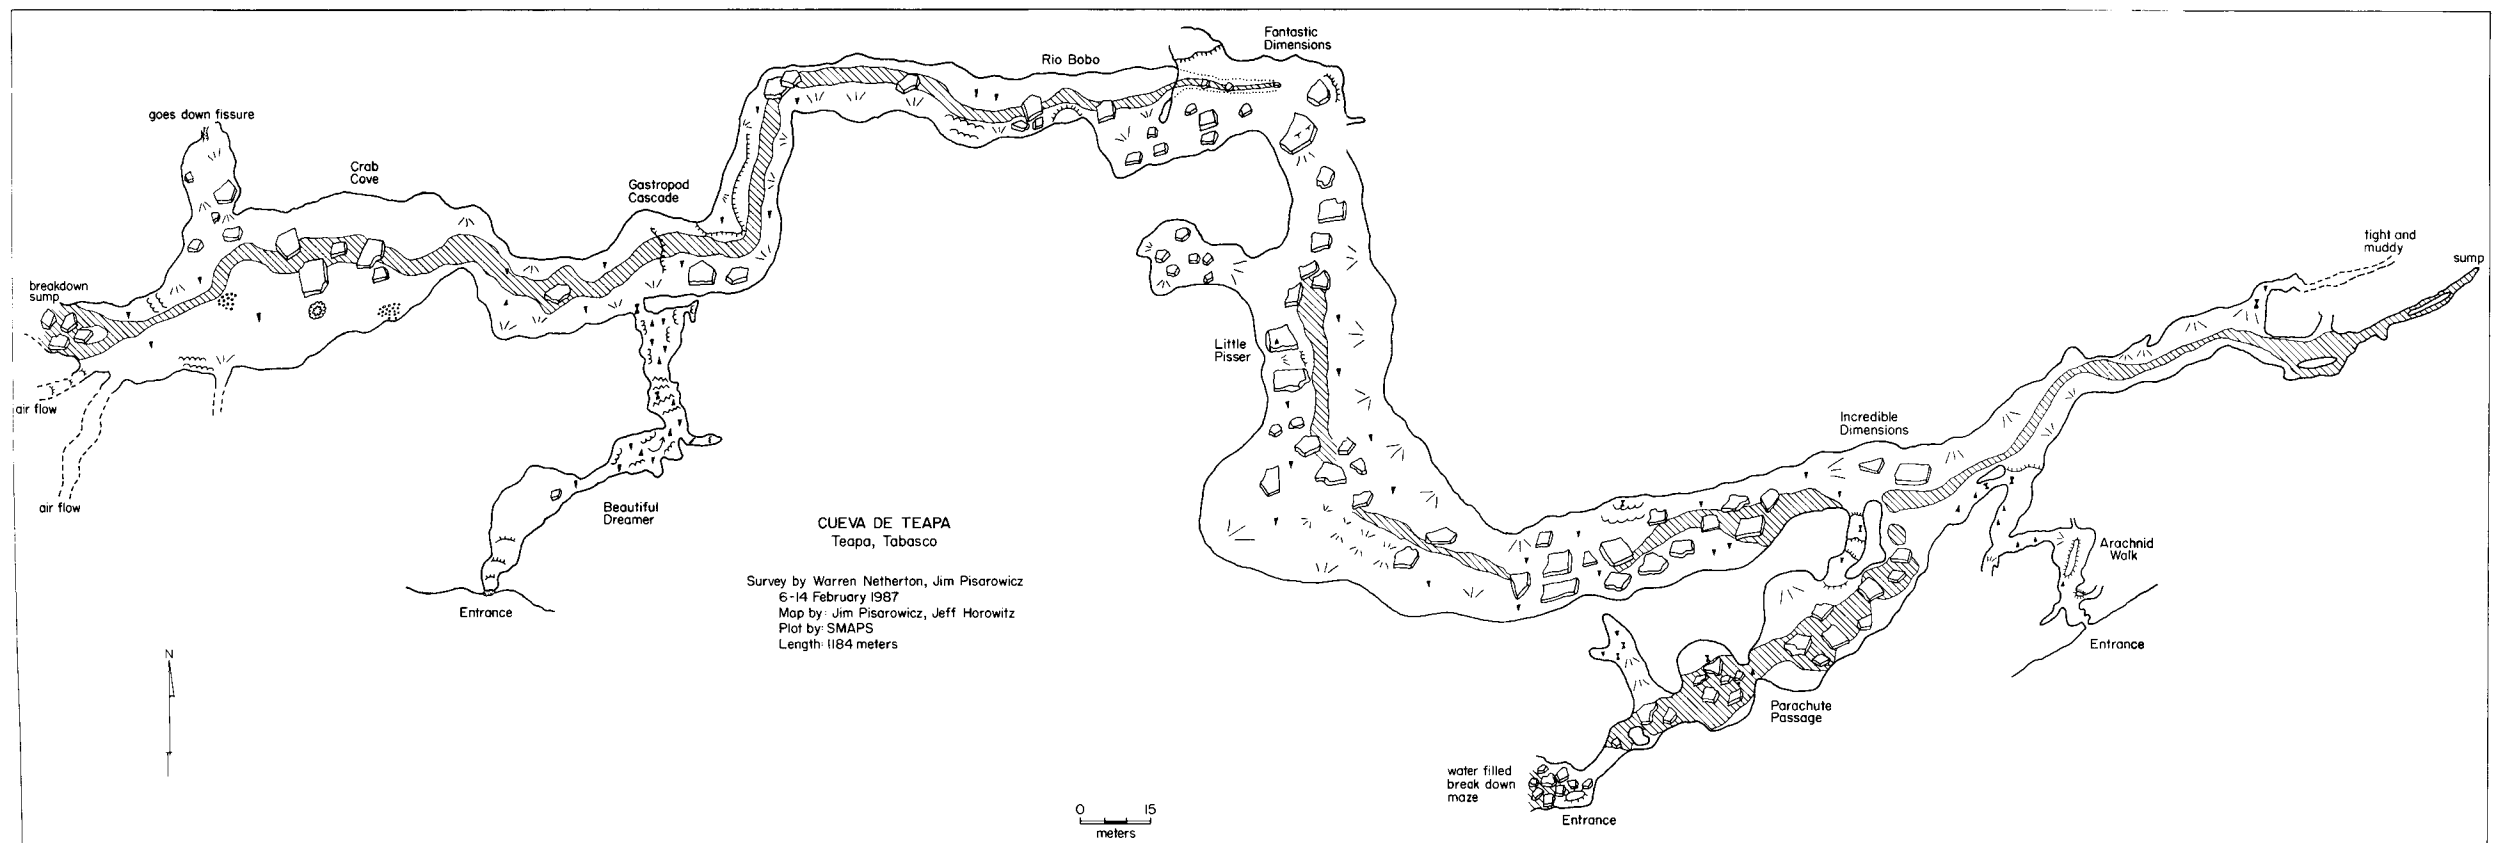 Fantastic
Dimensions
Rio Bobo
goes down fissure
Crab
Cove
Gastropod
Cascade
tight and
muddy
sump
breakdown
sump
Little
Pisser
air flow
Incredible
Dimensions
air flow
Beautiful
Dreamer
CUEVA DE TEAPA
Teapa, Tabasco
Arachnid
Walk
Survey by Warren Netherton, Jim Pisarowicz
6-14 February 1987
Map by: Jim Pisarowicz, Jeff Horowitz
Plot by: SMAPS
Length: 1184 meters
Entrance
Entrance
N
Parachute
Passage
water filled
break down
maze
Entrance
0 15
meters